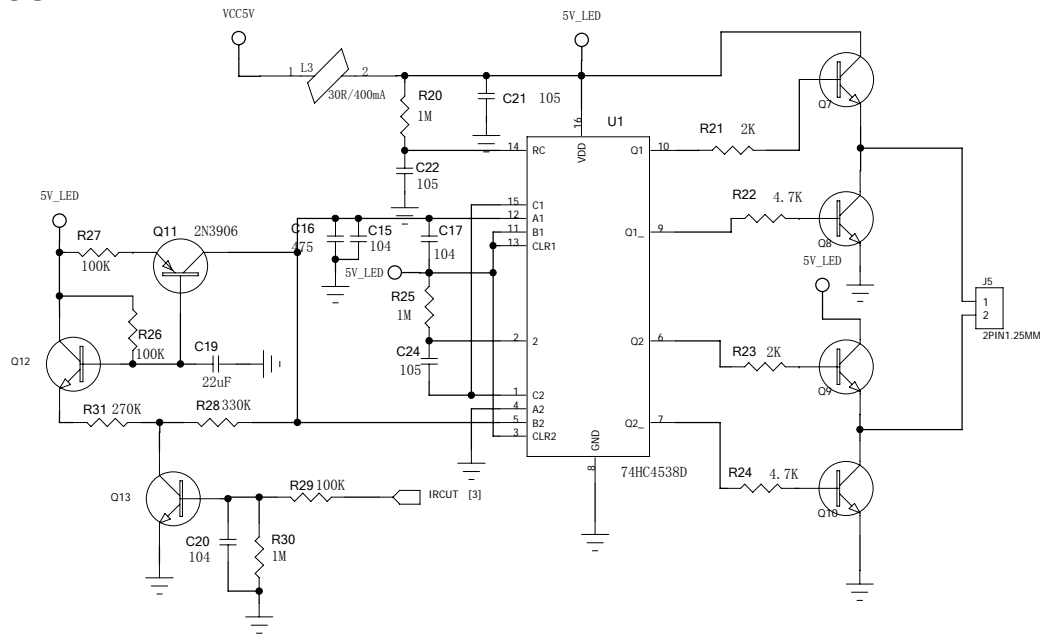 VCC5V
5V_LED
1 L3 2
30R/400mA
R20
1M
C21 105
16
U1
Q7
R21 2K
14 RC
VDD
Q1 10
C22
105
R22 4.7K
15 C1
12 A1
11 B1
13 CLR1
Q1_ 9
Q8
5V_LED
R27
100K
Q11 2N3906
C16
475
C15
104
C17
104
5V_LED
5V_LED
J5
1
2
2PIN1.25MM
R25
1M
R26
100K
Q12
C19
22uF
2 2
Q2 6
R23 2K
Q9
C24
105
1 C2
4 A2
5 B2
3 CLR2
Q2_ 7
R31 270K
R28 330K
GND
8
74HC4538D
R24 4.7K
Q10
Q13
R29 100K
IRCUT [3]
C20
104
R30
1M